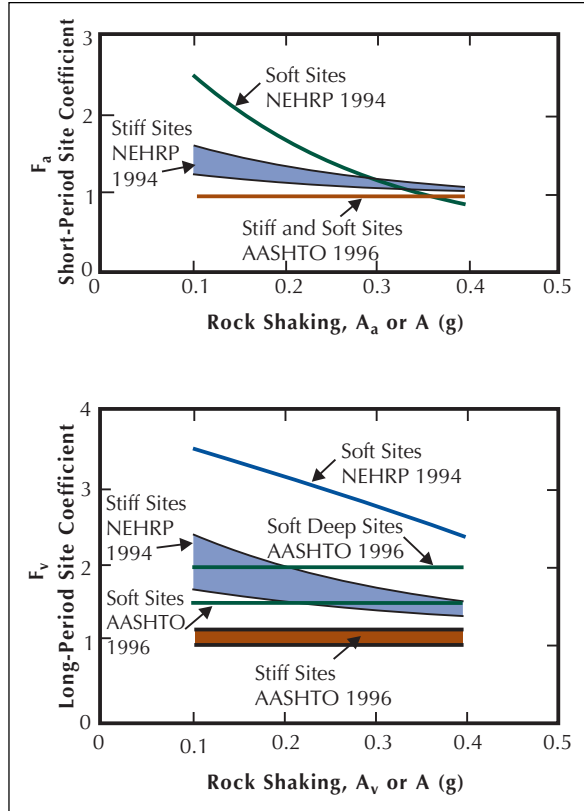 3
2
1
0
F_a
Short-Period Site Coefficient
Soft Sites
NEHRP 1994
Stiff Sites
NEHRP
1994
Stiff and Soft Sites
AASHTO 1996
0
0.1
0.2
0.3
0.4
0.5
Rock Shaking, A_a or A (g)
4
3
2
1
0
F_v
Long-Period Site Coefficient
Soft Sites
NEHRP 1994
Stiff Sites
NEHRP
1994
Soft Deep Sites
AASHTO 1996
Soft Sites
AASHTO
1996
Stiff Sites
AASHTO 1996
0
0.1
0.2
0.3
0.4
0.5
Rock Shaking, A_v or A (g)